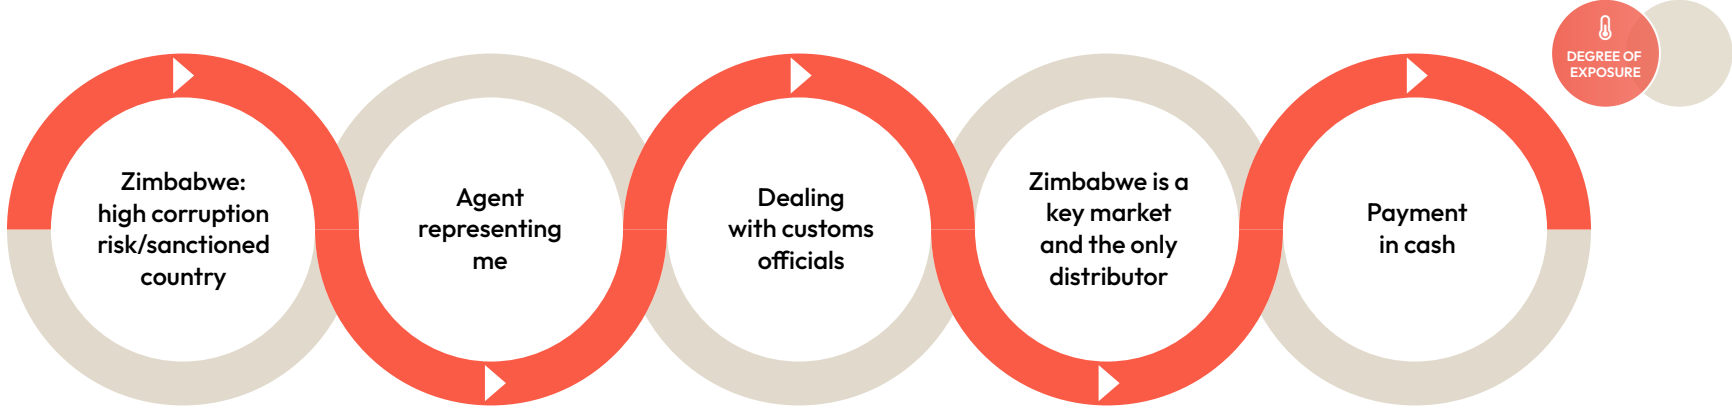 DEGREE OF
EXPOSURE
Zimbabwe:
high corruption
risk/sanctioned
country
Agent
representing
me
Dealing
with customs
officials
Zimbabwe is a
key market
and the only
distributor
Payment
in cash